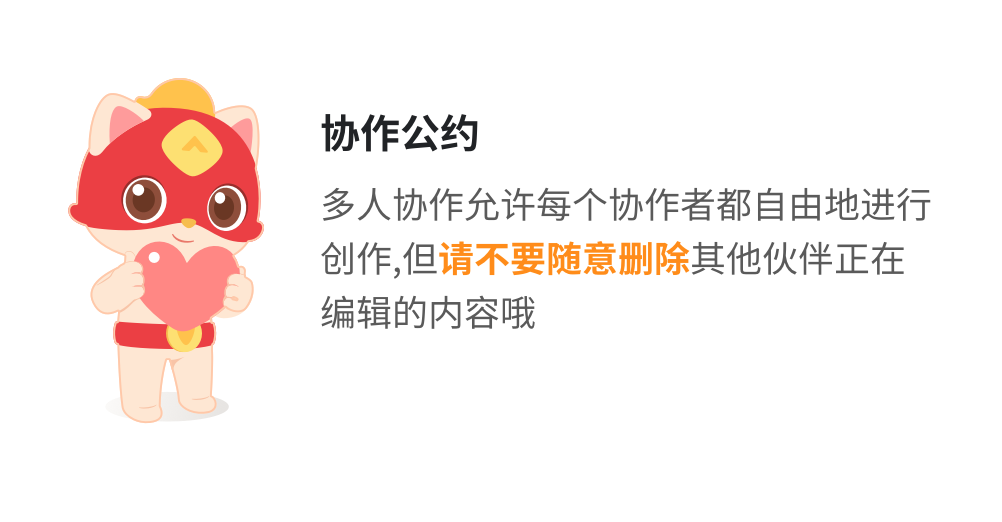 协作公约
多人协作允许每个协作者都自由地进行
创作,但请不要随意删除其他伙伴正在
编辑的内容哦